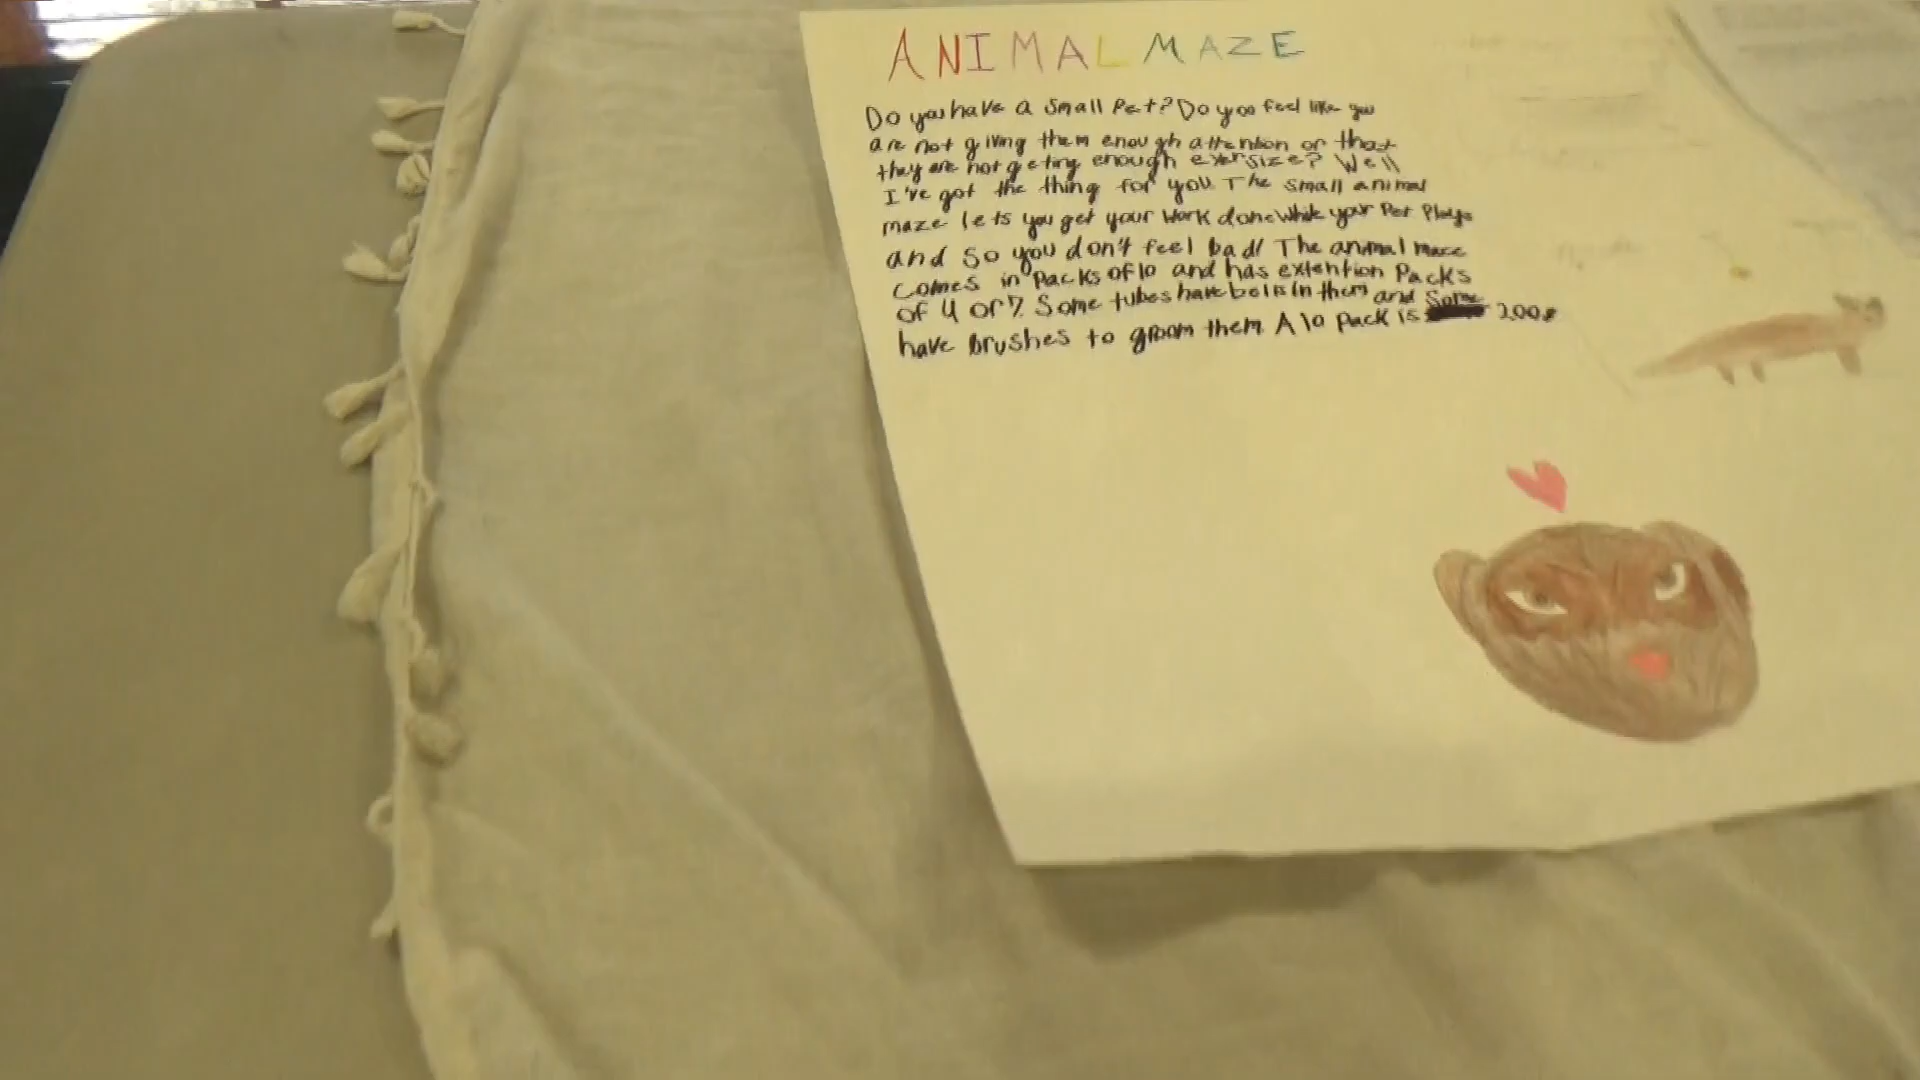 ANIMAL MAZE
Do you have a small Pet? Do you feel like you
are not giving them enough attention or that
they are not geting enough exersize? Well
I've got the thing for you. The small animal
maze lets you get your work done while your Pet Plays
and so you don't feel bad! The animal maze
comes in packs of 10 and has extention Packs
of 4 or 7. Some tubes have bells in them and Some
have brushes to groom them A 10 pack is 200$